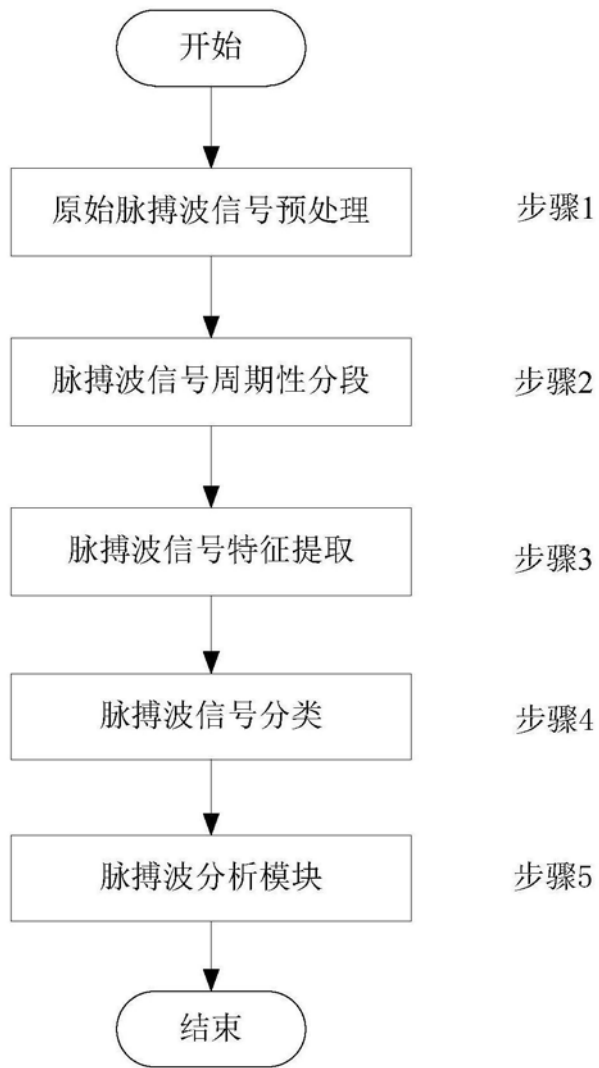 开始
原始脉搏波信号预处理
步骤1
脉搏波信号周期性分段
步骤2
脉搏波信号特征提取
步骤3
脉搏波信号分类
步骤4
脉搏波分析模块
步骤5
结束